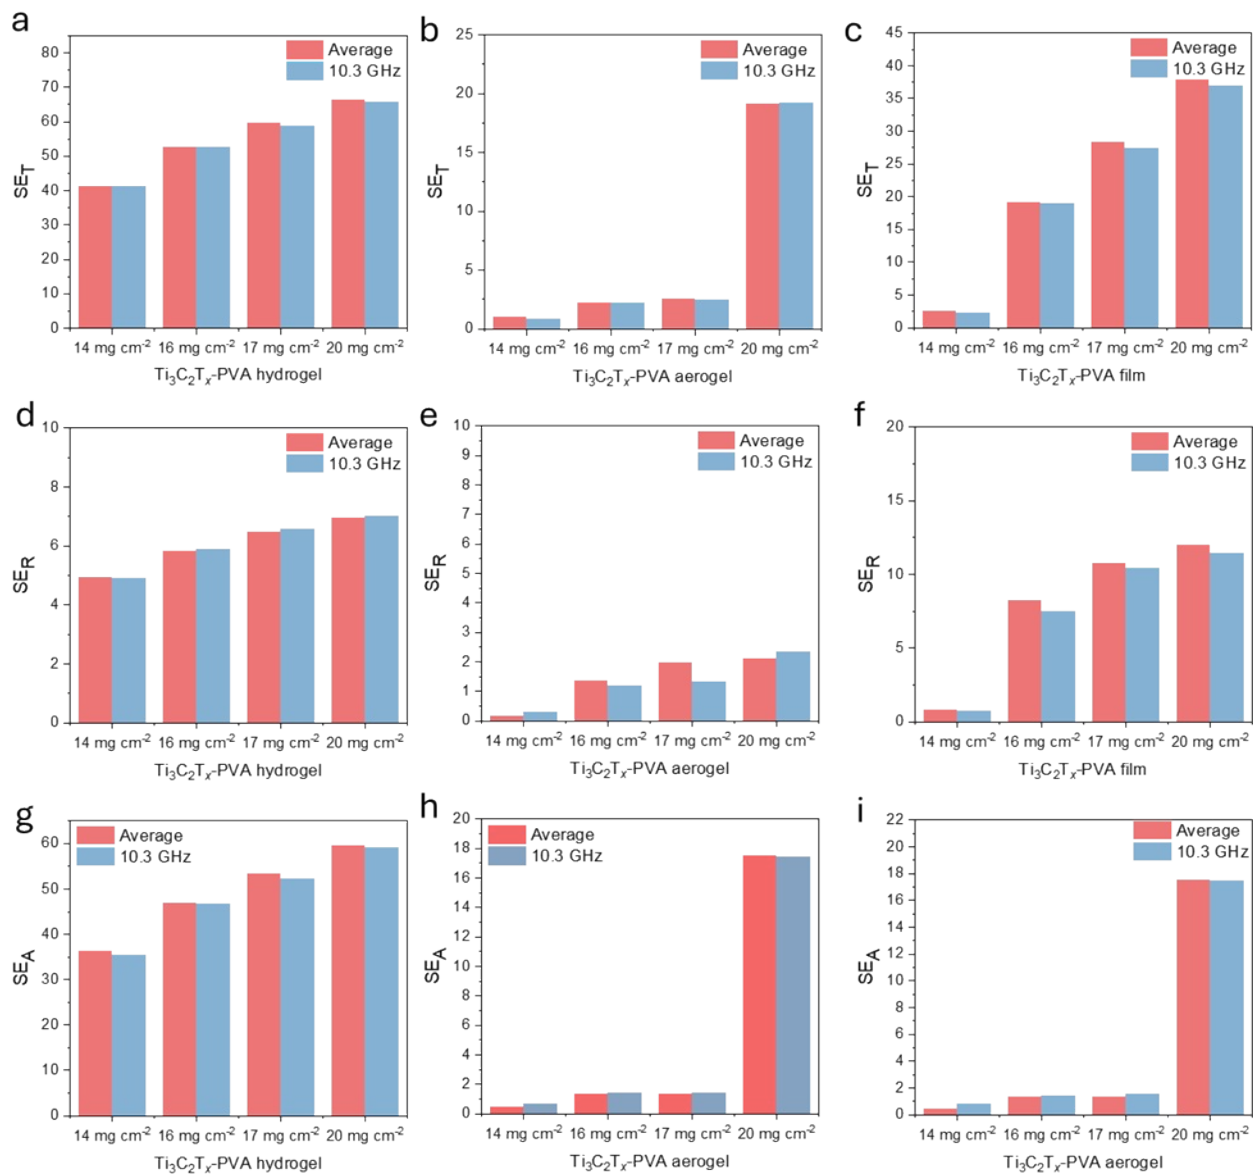 a
SE_T
80
70
60
50
40
30
20
10
0
Average
10.3 GHz
14 mg cm⁻² 16 mg cm⁻² 17 mg cm⁻² 20 mg cm⁻²
Ti₃C₂Tₓ-PVA hydrogel
b
SE_T
25
20
15
10
5
0
Average
10.3 GHz
14 mg cm⁻² 16 mg cm⁻² 17 mg cm⁻² 20 mg cm⁻²
Ti₃C₂Tₓ-PVA aerogel
c
SE_T
45
40
35
30
25
20
15
10
5
0
Average
10.3 GHz
14 mg cm⁻² 16 mg cm⁻² 17 mg cm⁻² 20 mg cm⁻²
Ti₃C₂Tₓ-PVA film
d
SE_R
10
8
6
4
2
0
Average
10.3 GHz
14 mg cm⁻² 16 mg cm⁻² 17 mg cm⁻² 20 mg cm⁻²
Ti₃C₂Tₓ-PVA hydrogel
e
SE_R
10
9
8
7
6
5
4
3
2
1
0
Average
10.3 GHz
14 mg cm⁻² 16 mg cm⁻² 17 mg cm⁻² 20 mg cm⁻²
Ti₃C₂Tₓ-PVA aerogel
f
SE_R
20
15
10
5
0
Average
10.3 GHz
14 mg cm⁻² 16 mg cm⁻² 17 mg cm⁻² 20 mg cm⁻²
Ti₃C₂Tₓ-PVA film
g
SE_A
60
50
40
30
20
10
0
Average
10.3 GHz
14 mg cm⁻² 16 mg cm⁻² 17 mg cm⁻² 20 mg cm⁻²
Ti₃C₂Tₓ-PVA hydrogel
h
SE_A
20
18
16
14
12
10
8
6
4
2
0
Average
10.3 GHz
14 mg cm⁻² 16 mg cm⁻² 17 mg cm⁻² 20 mg cm⁻²
Ti₃C₂Tₓ-PVA aerogel
i
SE_A
22
20
18
16
14
12
10
8
6
4
2
0
Average
10.3 GHz
14 mg cm⁻² 16 mg cm⁻² 17 mg cm⁻² 20 mg cm⁻²
Ti₃C₂Tₓ-PVA aerogel